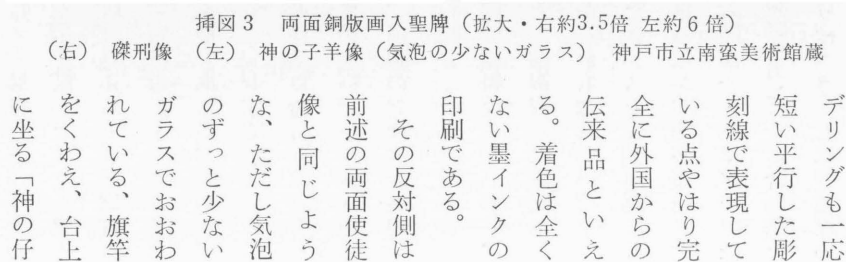 挿図3 両面銅版画入聖牌(拡大・右約3.5倍 左約6倍)
(右) 磔刑像 (左) 神の子羊像(気泡の少ないガラス) 神戸市立南蛮美術館蔵
デリングも一応
短い平行した彫
刻線で表現して
いる点やはり完
全に外国からの
伝来品といえ
る。着色は全く
ない墨インクの
印刷である。
その反対側は
前述の両面使徒
像と同じよう
な、ただし気泡
のずっと少ない
ガラスでおおわ
れている、旗竿
をくわえ、台上
に坐る「神の仔